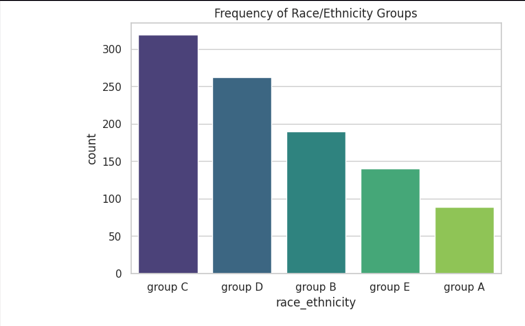 Frequency of Race/Ethnicity Groups
300
250
200
150
100
50
0
count
group C group D group B group E group A
race_ethnicity